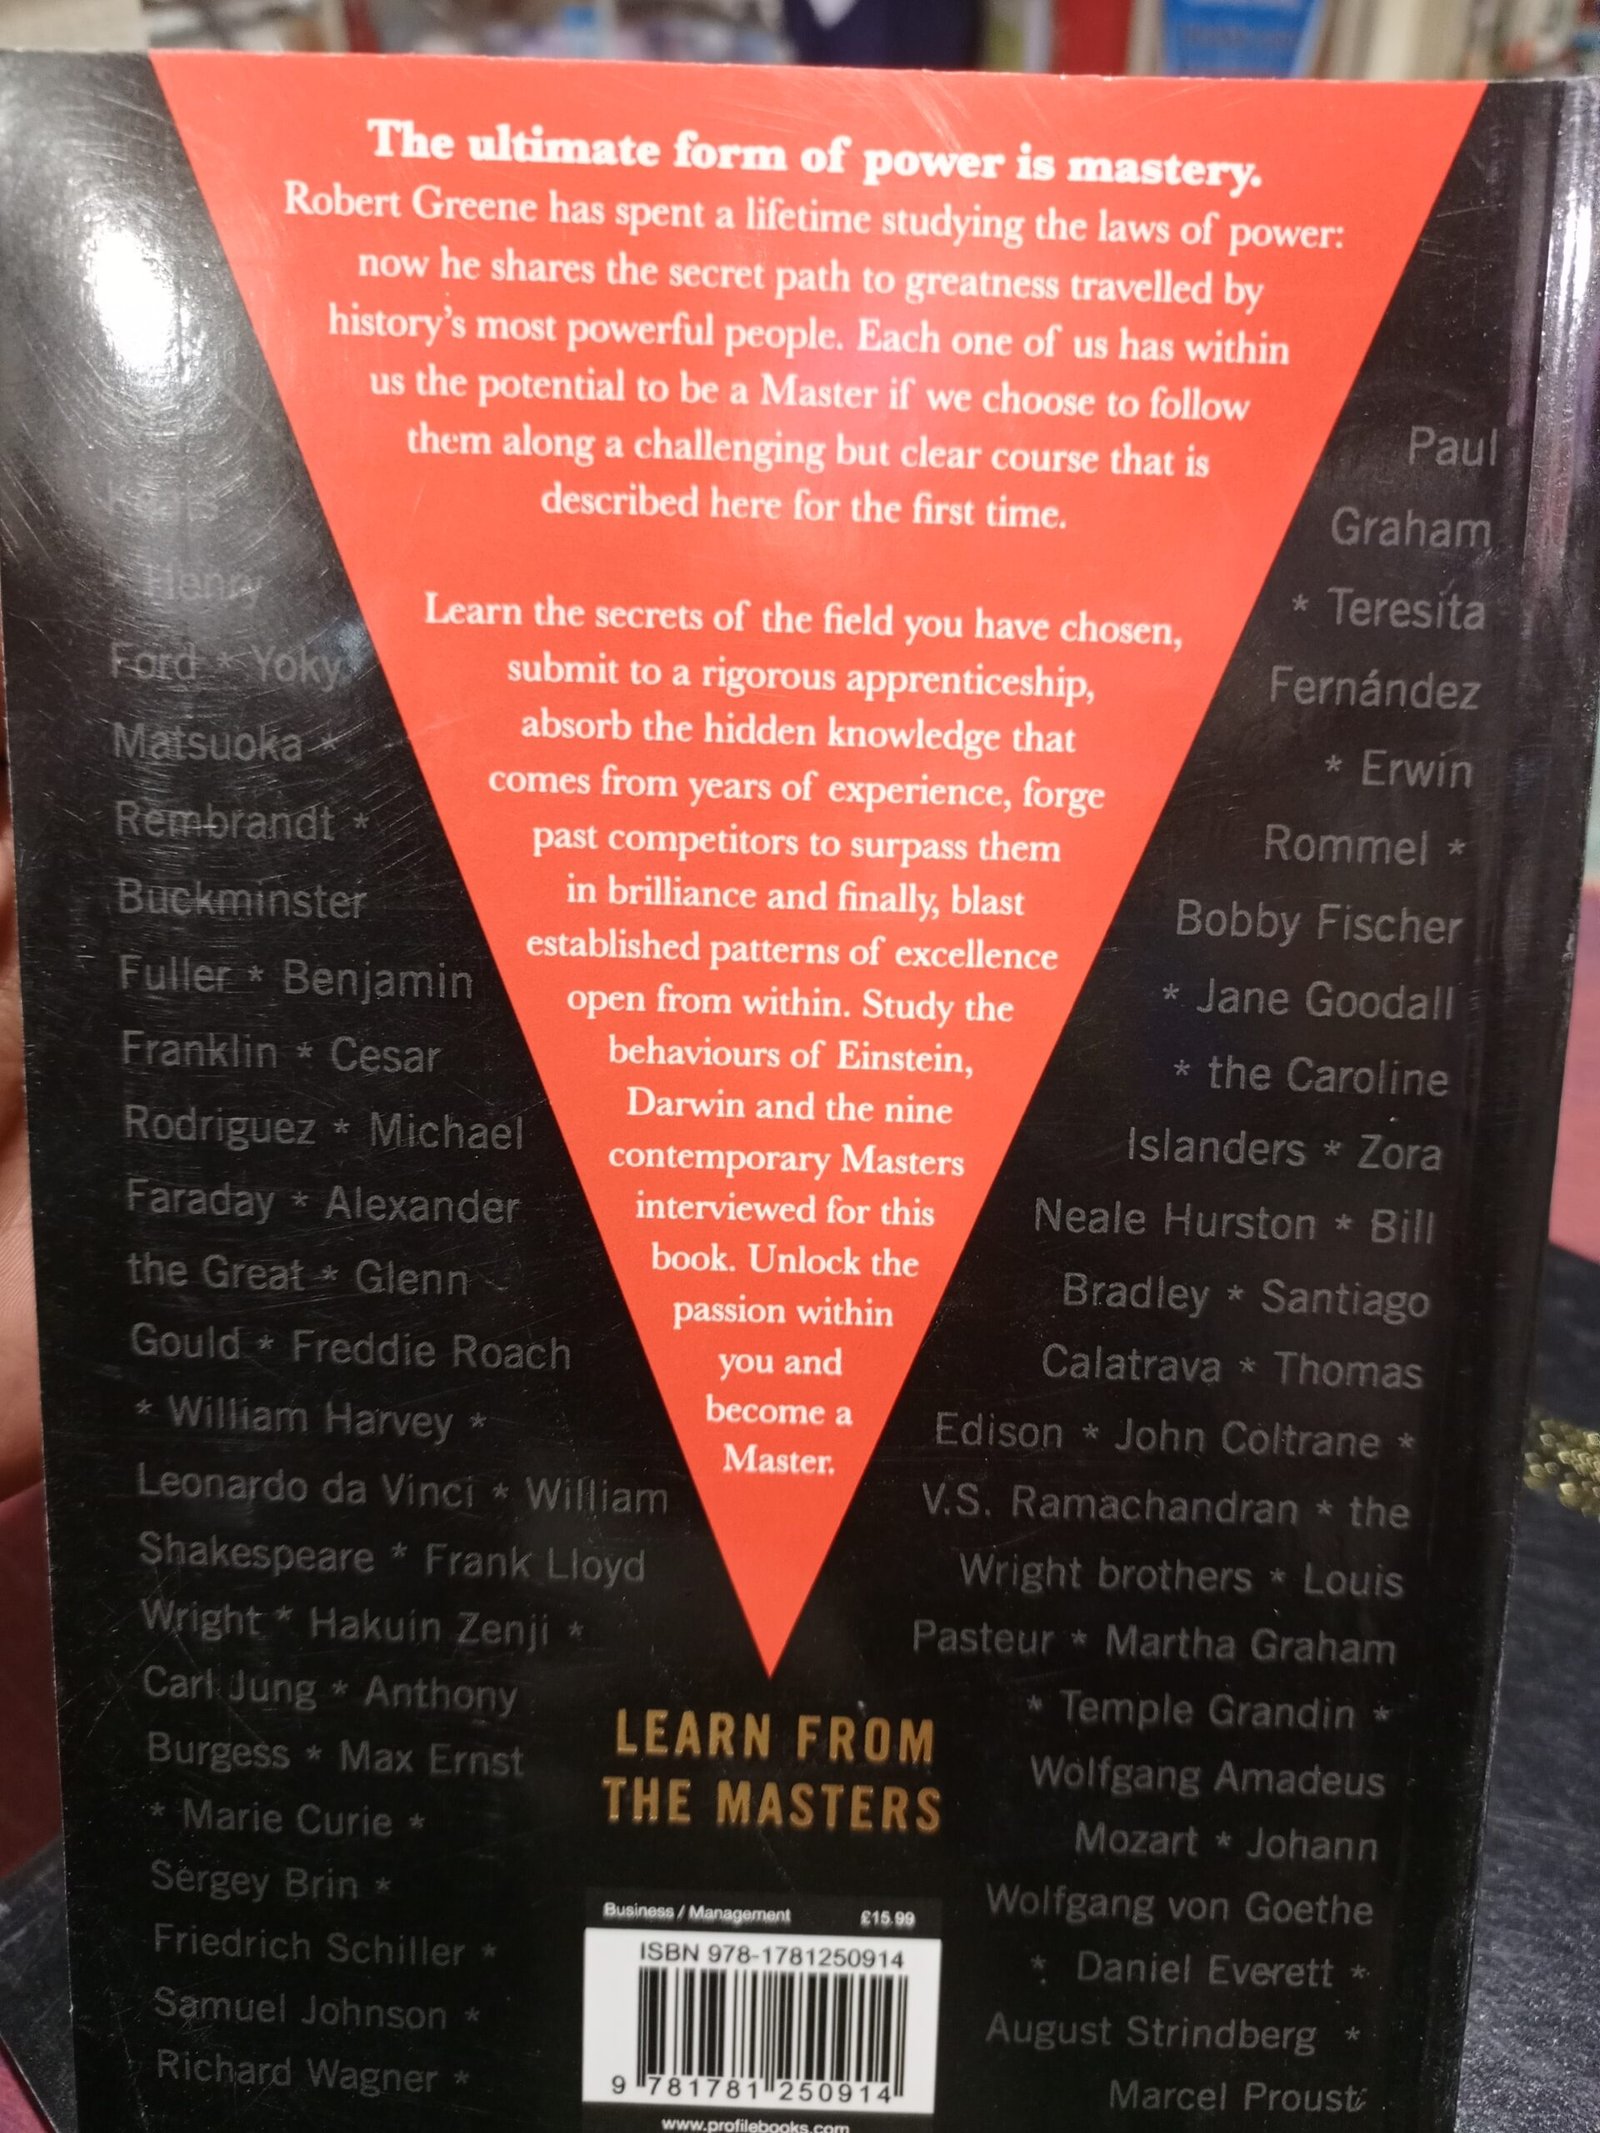 The ultimate form of power is mastery.
Robert Greene has spent a lifetime studying the laws of power:
now he shares the secret path to greatness travelled by
history's most powerful people. Each one of us has within
us the potential to be a Master if we choose to follow
them along a challenging but clear course that is
described here for the first time.
Learn the secrets of the field you have chosen,
submit to a rigorous apprenticeship,
absorb the hidden knowledge that
comes from years of experience, forge
past competitors to surpass them
in brilliance and finally, blast
established patterns of excellence
open from within. Study the
behaviours of Einstein,
Darwin and the nine
contemporary Masters
interviewed for this
book. Unlock the
passion within
you and
become a
Master.
* Henry
Ford * Yoky
Matsuoka *
Rembrandt *
Buckminster
Fuller * Benjamin
Franklin * Cesar
Rodriguez * Michael
Faraday * Alexander
the Great * Glenn
Gould * Freddie Roach
* William Harvey *
Leonardo da Vinci * William
Shakespeare * Frank Lloyd
Wright * Hakuin Zenji *
Carl Jung * Anthony
Burgess * Max Ernst
* Marie Curie *
Sergey Brin *
Friedrich Schiller *
Samuel Johnson *
Richard Wagner *
Paul
Graham
* Teresita
Fernández
* Erwin
Rommel *
Bobby Fischer
* Jane Goodall
* the Caroline
Islanders * Zora
Neale Hurston * Bill
Bradley * Santiago
Calatrava * Thomas
Edison * John Coltrane *
V.S. Ramachandran * the
Wright brothers * Louis
Pasteur * Martha Graham
* Temple Grandin *
Wolfgang Amadeus
Mozart * Johann
Wolfgang von Goethe
* Daniel Everett *
August Strindberg *
Marcel Proust
LEARN FROM
THE MASTERS
Business / Management £15.99
ISBN 978-1781250914
9 781781 250914
www.profilebooks.com